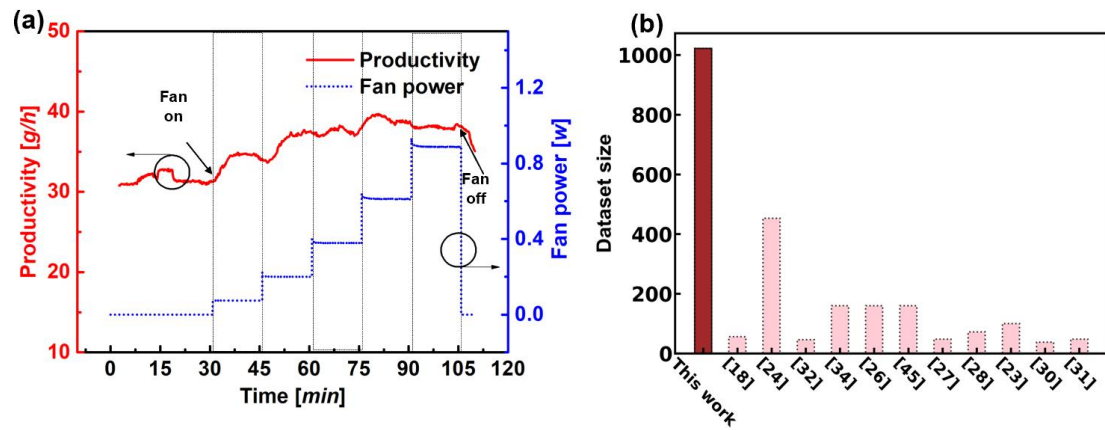 (a)
50
40
30
20
10
Productivity [g/h]
Productivity
Fan power
Fan
on
Fan
off
1.2
0.9
0.4
0.0
Fan power [w]
0 15 30 45 60 75 90 105 120
Time [min]
(b)
1000
800
600
400
200
0
Dataset size
This work
[18]
[24]
[32]
[34]
[26]
[45]
[27]
[28]
[23]
[30]
[31]